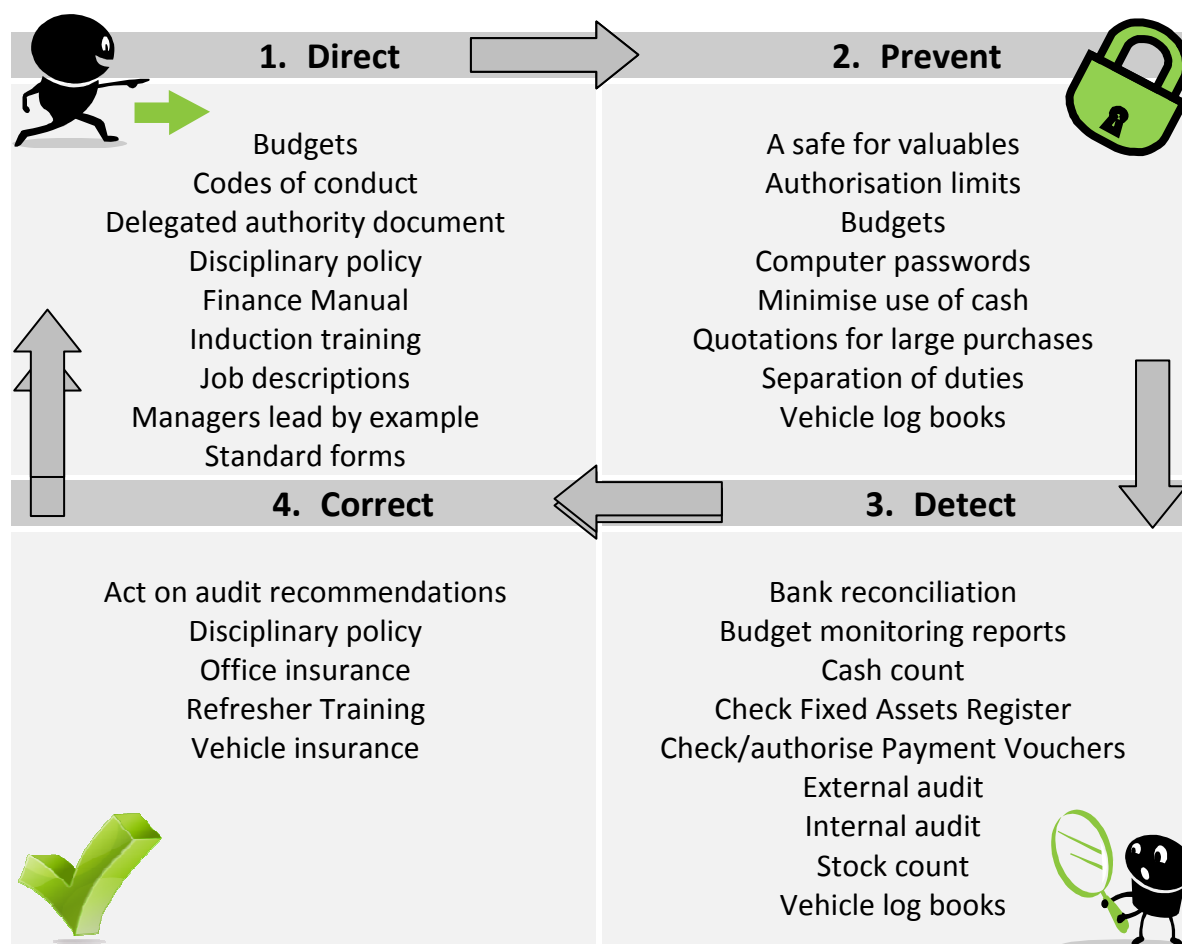 1. Direct
2. Prevent
Budgets
Codes of conduct
Delegated authority document
Disciplinary policy
Finance Manual
Induction training
Job descriptions
Managers lead by example
Standard forms
A safe for valuables
Authorisation limits
Budgets
Computer passwords
Minimise use of cash
Quotations for large purchases
Separation of duties
Vehicle log books
4. Correct
3. Detect
Act on audit recommendations
Disciplinary policy
Office insurance
Refresher Training
Vehicle insurance
Bank reconciliation
Budget monitoring reports
Cash count
Check Fixed Assets Register
Check/authorise Payment Vouchers
External audit
Internal audit
Stock count
Vehicle log books